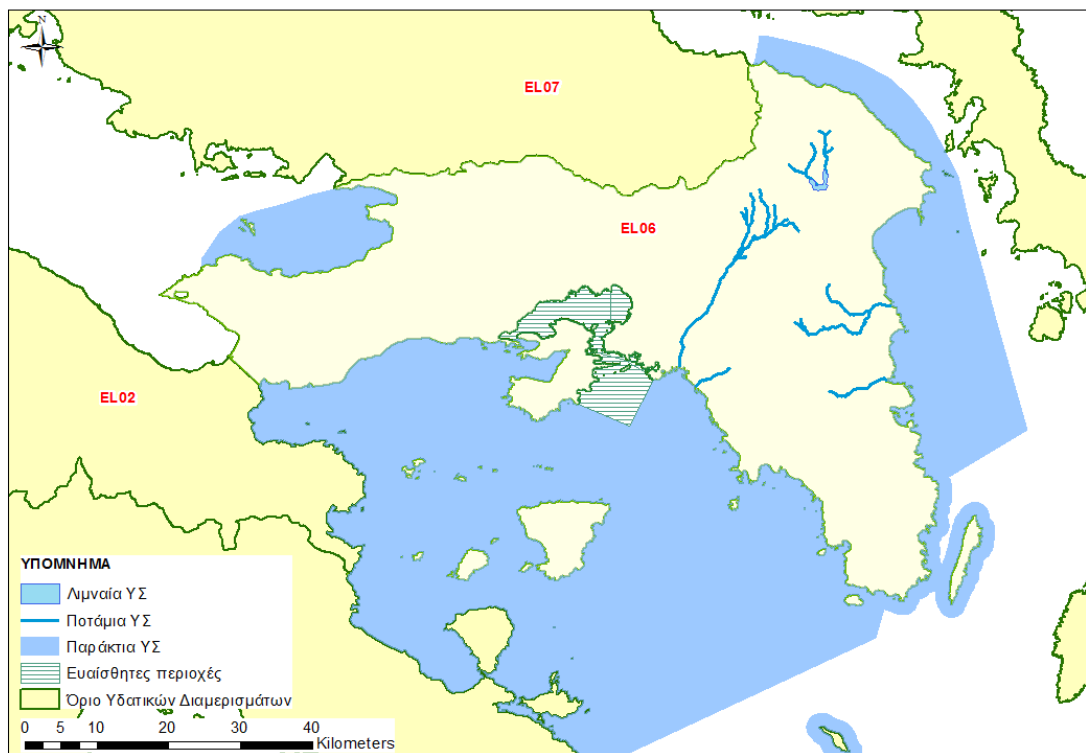 N
EL07
EL06
EL02
ΥΠΟΜΝΗΜΑ
Λιμναία ΥΣ
Ποτάμια ΥΣ
Παράκτια ΥΣ
Ευαίσθητες περιοχές
Όριο Υδατικών Διαμερισμάτων
0 5 10 20 30 40
Kilometers